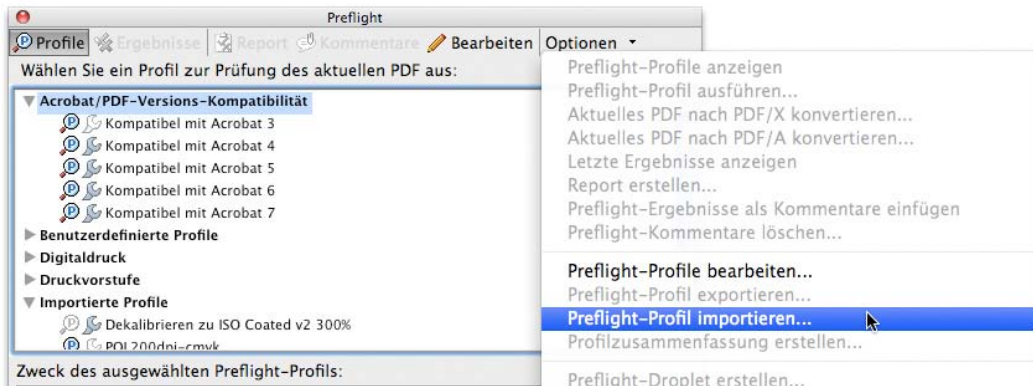 Preflight
Profile Ergebnisse Report Kommentare Bearbeiten Optionen
Wählen Sie ein Profil zur Prüfung des aktuellen PDF aus:
Acrobat/PDF-Versions-Kompatibilität
Kompatibel mit Acrobat 3
Kompatibel mit Acrobat 4
Kompatibel mit Acrobat 5
Kompatibel mit Acrobat 6
Kompatibel mit Acrobat 7
Benutzerdefinierte Profile
Digitaldruck
Druckvorstufe
Importierte Profile
Dekalibrieren zu ISO Coated v2 300%
POL200dpi-cmyk
Zweck des ausgewählten Preflight-Profils:
Preflight-Profile anzeigen
Preflight-Profil ausführen...
Aktuelles PDF nach PDF/X konvertieren...
Aktuelles PDF nach PDF/A konvertieren...
Letzte Ergebnisse anzeigen
Report erstellen...
Preflight-Ergebnisse als Kommentare einfügen
Preflight-Kommentare löschen...
Preflight-Profile bearbeiten...
Preflight-Profil exportieren...
Preflight-Profil importieren...
Profilzusammenfassung erstellen...
Preflight-Droplet erstellen...